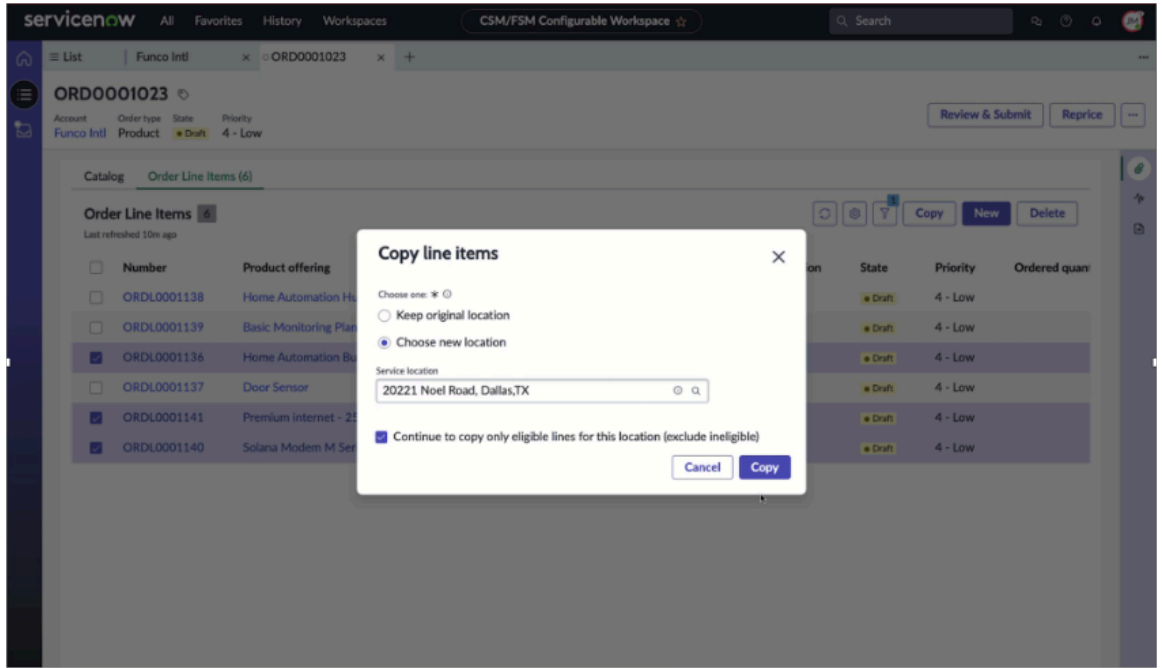 servicenow All Favorites History Workspaces CSM/FSM Configurable Workspace Search JM
List Funco Intl ORD0001023
ORD0001023
Account Order type State Priority
Funco Intl Product Draft 4 - Low
Review & Submit Reprice
Catalog Order Line Items (6)
Order Line Items 6
Last refreshed 10m ago
1
Copy New Delete
Number Product offering on State Priority Ordered quant
ORDL0001138 Home Automation Hu Draft 4 - Low
ORDL0001139 Basic Monitoring Plan Draft 4 - Low
ORDL0001136 Home Automation Bu Draft 4 - Low
ORDL0001137 Door Sensor Draft 4 - Low
ORDL0001141 Premium internet - 25 Draft 4 - Low
ORDL0001140 Solana Modem M Ser Draft 4 - Low
Copy line items
Choose one: *
Keep original location
Choose new location
Service location
20221 Noel Road, Dallas,TX
Continue to copy only eligible lines for this location (exclude ineligible)
Cancel Copy